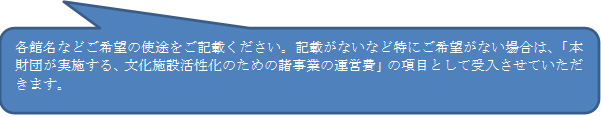 各館名などご希望の使途をご記載ください。記載がないなど特にご希望がない場合は、「本
財団が実施する、文化施設活性化のための諸事業の運営費」の項目として受入させていただ
きます。